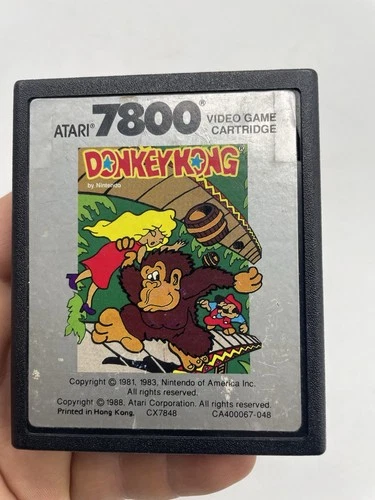 ATARI® 7800® VIDEO GAME
CARTRIDGE
DONKEY KONG®
by Nintendo
Copyright © 1981, 1983, Nintendo of America Inc.
All rights reserved.
Copyright © 1988, Atari Corporation. All rights reserved.
Printed in Hong Kong. CX7848 CA400067-048